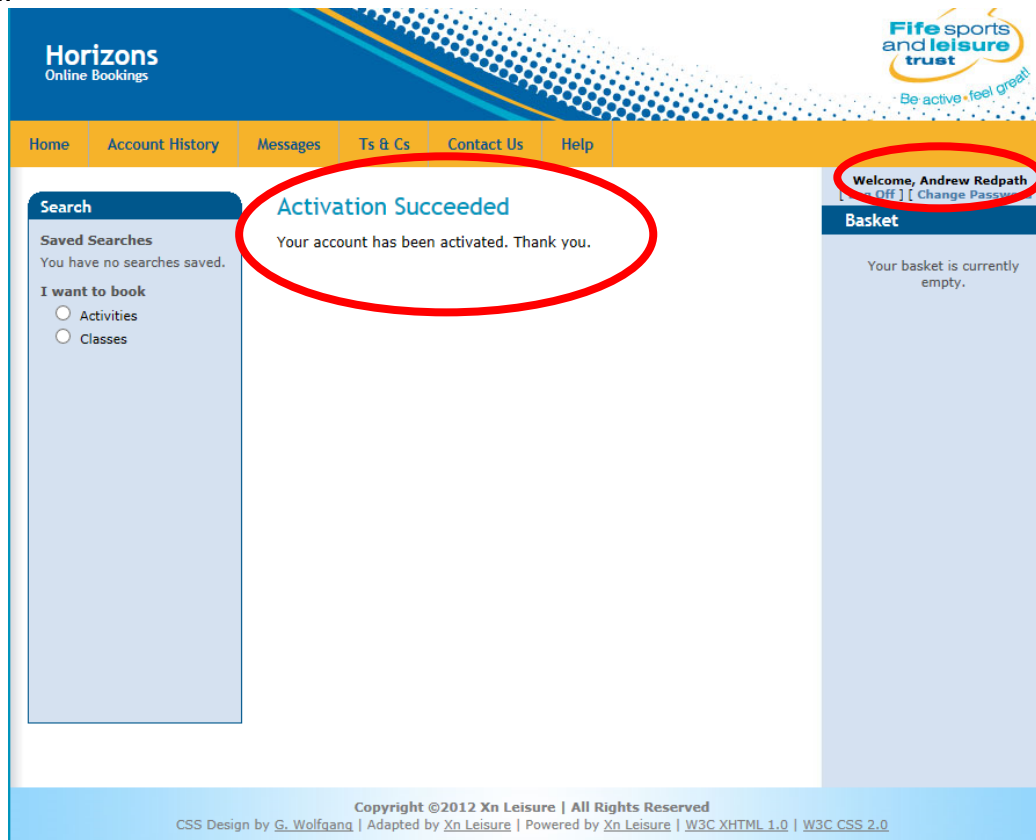 Horizons
Online Bookings
Fife sports
and leisure
trust
Be active • feel great!
Home Account History Messages Ts & Cs Contact Us Help
Welcome, Andrew Redpath
Off ] [ Change Password
Search
Saved Searches
You have no searches saved.
I want to book
Activities
Classes
Activation Succeeded
Your account has been activated. Thank you.
Basket
Your basket is currently
empty.
Copyright ©2012 Xn Leisure | All Rights Reserved
CSS Design by G. Wolfgang | Adapted by Xn Leisure | Powered by Xn Leisure | W3C XHTML 1.0 | W3C CSS 2.0